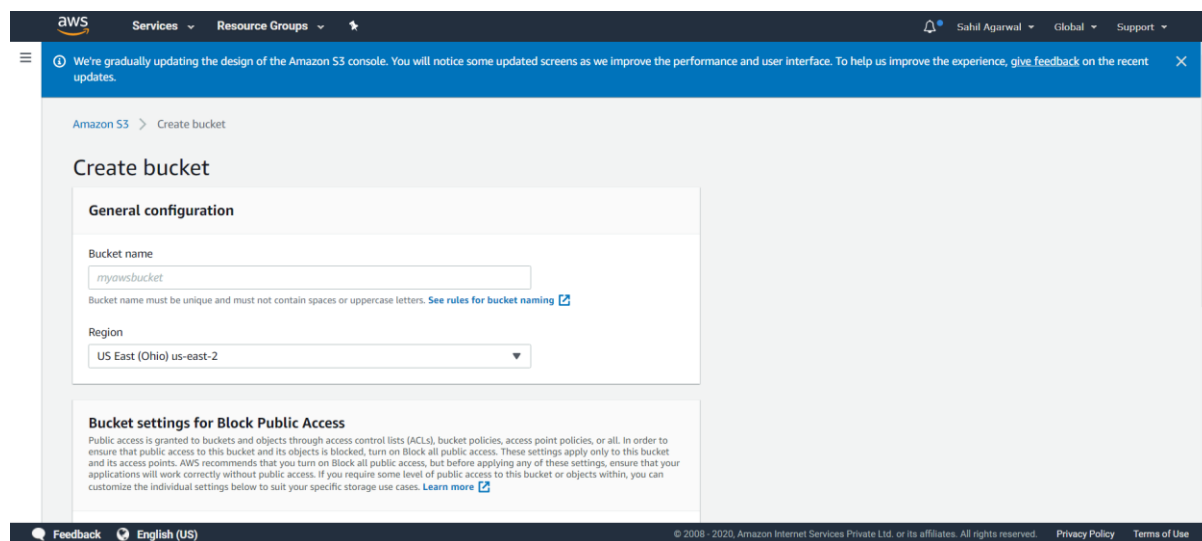 aws Services Resource Groups Sahil Agarwal Global Support
We're gradually updating the design of the Amazon S3 console. You will notice some updated screens as we improve the performance and user interface. To help us improve the experience, give feedback on the recent
updates.
Amazon S3 > Create bucket
Create bucket
General configuration
Bucket name
myawsbucket
Bucket name must be unique and must not contain spaces or uppercase letters. See rules for bucket naming
Region
US East (Ohio) us-east-2
Bucket settings for Block Public Access
Public access is granted to buckets and objects through access control lists (ACLs), bucket policies, access point policies, or all. In order to
ensure that public access to this bucket and its objects is blocked, turn on Block all public access. These settings apply only to this bucket
and its access points. AWS recommends that you turn on Block all public access, but before applying any of these settings, ensure that your
applications will work correctly without public access. If you require some level of public access to this bucket or objects within, you can
customize the individual settings below to suit your specific storage use cases. Learn more
Feedback English (US) © 2008 - 2020, Amazon Internet Services Private Ltd. or its affiliates. All rights reserved. Privacy Policy Terms of Use